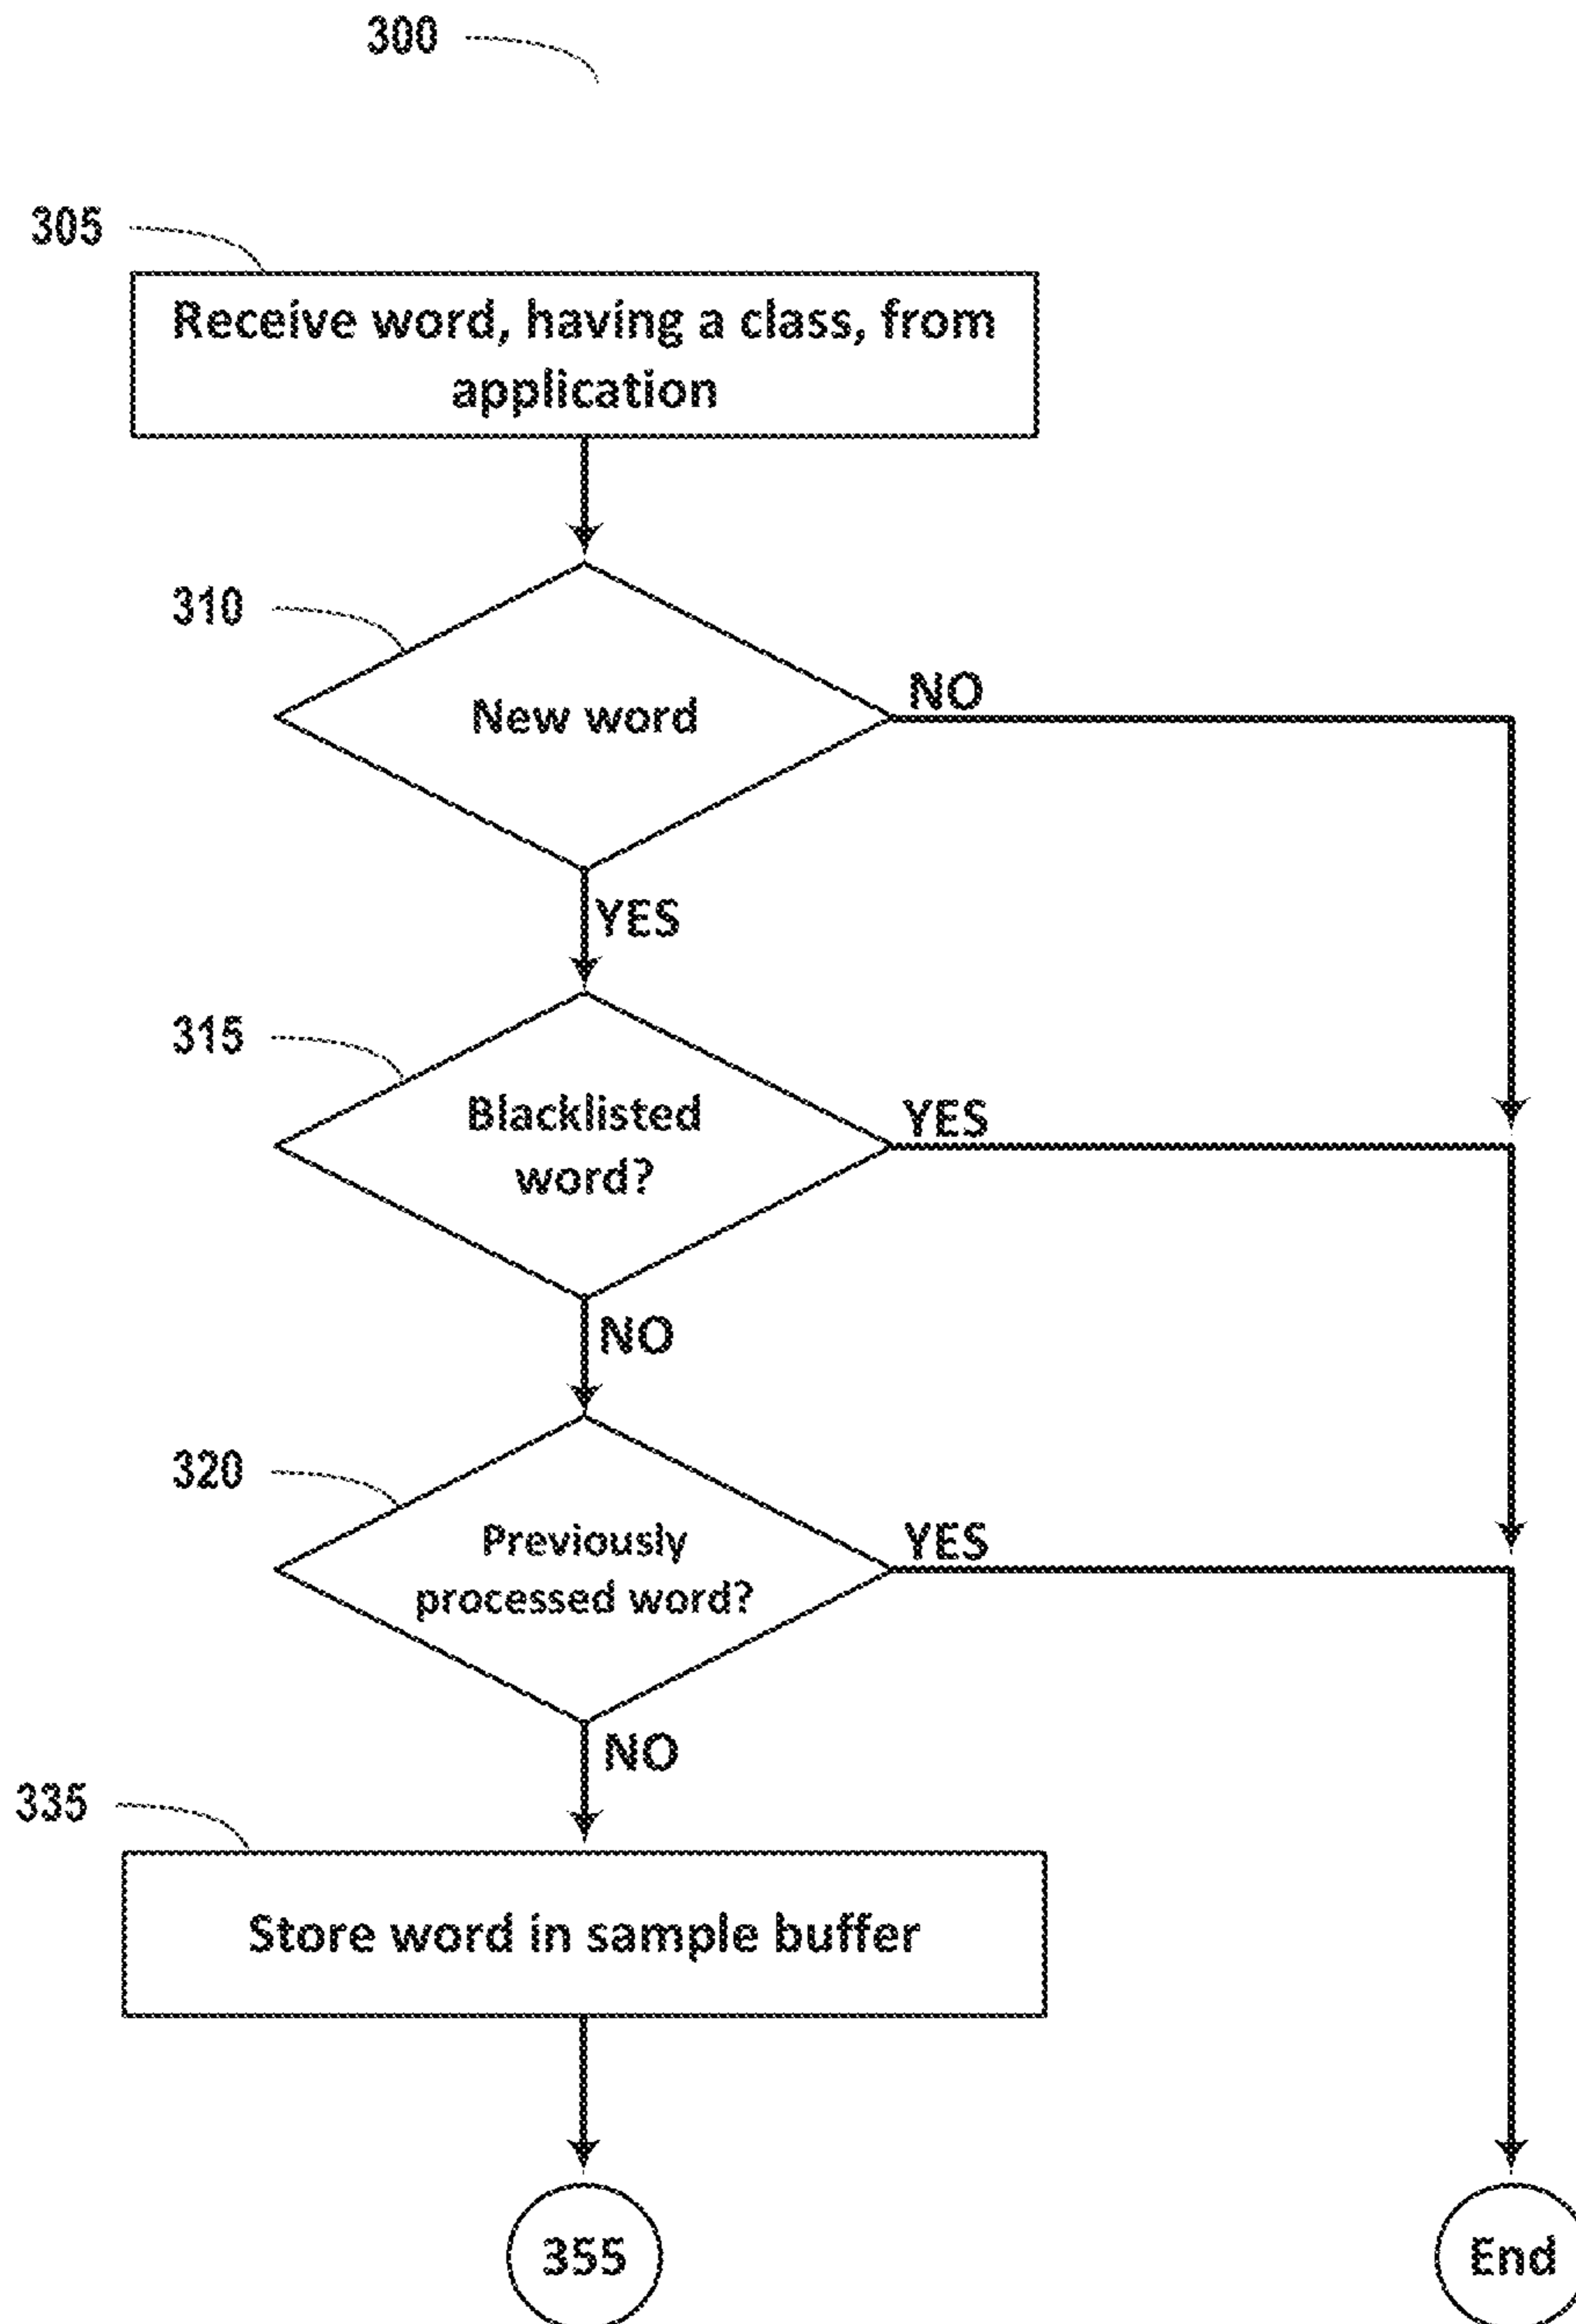 300
305
Receive word, having a class, from
application
310
New word
NO
YES
315
Blacklisted
word?
YES
NO
320
Previously
processed word?
YES
NO
335
Store word in sample buffer
355
End